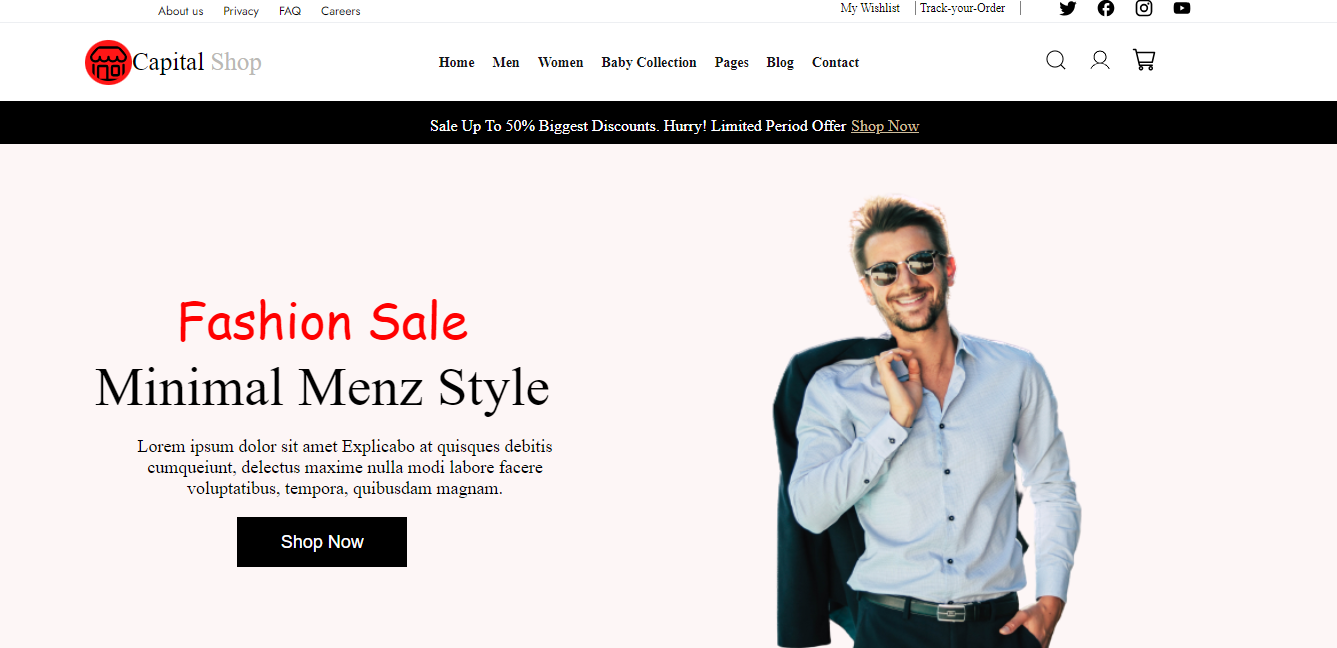 About us Privacy FAQ Careers My Wishlist | Track-your-Order |
Capital Shop Home Men Women Baby Collection Pages Blog Contact
Sale Up To 50% Biggest Discounts. Hurry! Limited Period Offer Shop Now
Fashion Sale
Minimal Menz Style
Lorem ipsum dolor sit amet Explicabo at quisques debitis
cumqueiunt, delectus maxime nulla modi labore facere
voluptatibus, tempora, quibusdam magnam.
Shop Now